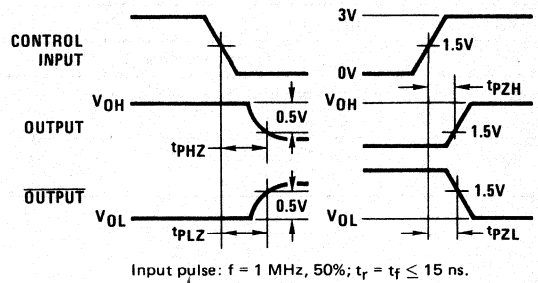 CONTROL
INPUT
3V
1.5V
0V
tPZH
VOH
0.5V
VOH
OUTPUT
1.5V
tPHZ
OUTPUT
0.5V
1.5V
VOL
VOL
tPLZ
tPZL
Input pulse: f = 1 MHz, 50%; tr = tf ≤ 15 ns.